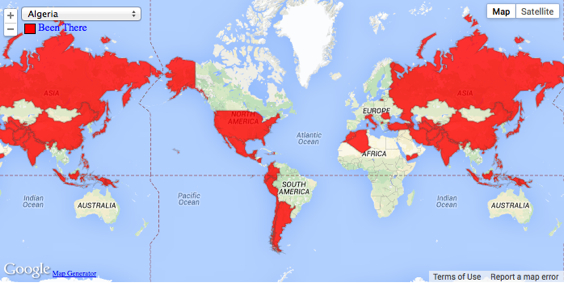 +
−
Algeria
Been There
Map
Satellite
ASIA
NORTH
AMERICA
EUROPE
ASIA
Atlantic
Ocean
AFRICA
SOUTH
AMERICA
Indian
Ocean
AUSTRALIA
Pacific
Ocean
Indian
Ocean
AUSTRALIA
Google
Map Generator
Terms of Use
Report a map error